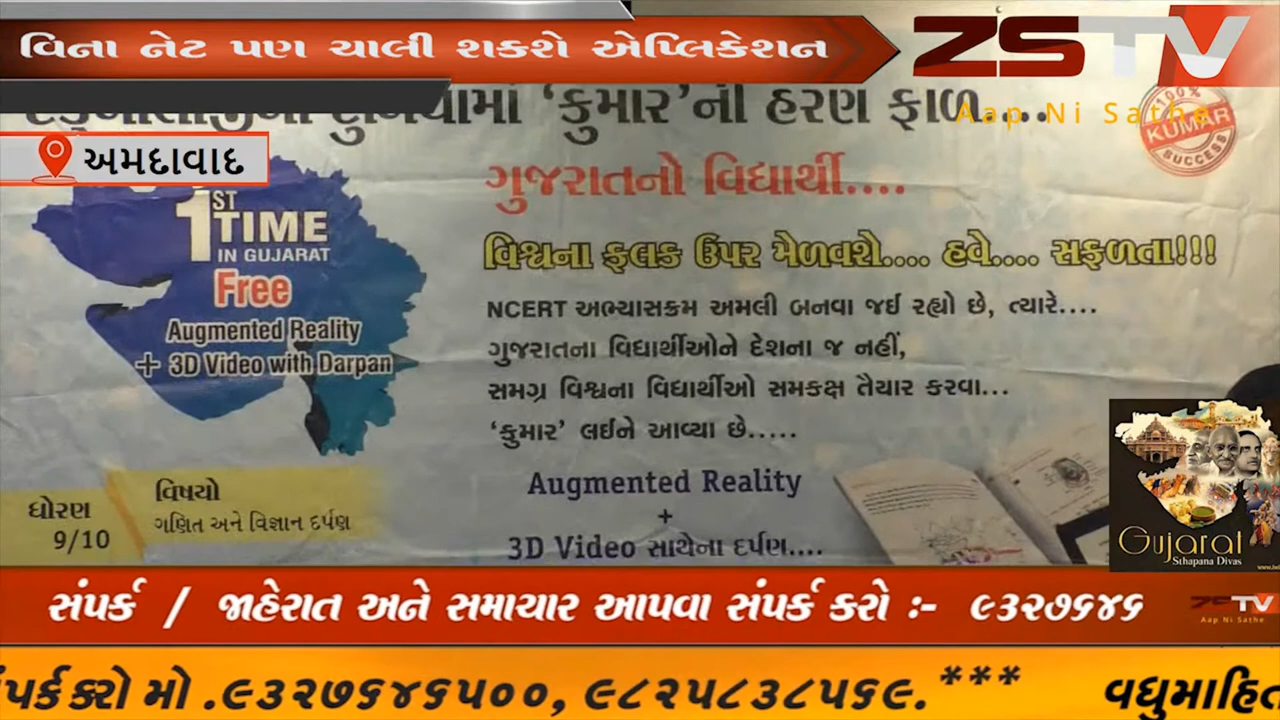 વિના નેટ પણ ચાલી શકશે એપ્લિકેશન
ZSTV
Aap Ni Sathe
'કુમાર'ની હરણ ફાળ....
100%
KUMAR
SUCCESS
અમદાવાદ
1ST
TIME
IN GUJARAT
Free
Augmented Reality
+ 3D Video with Darpan
ગુજરાતનો વિદ્યાર્થી....
વિશ્વના ફલક ઉપર મેળવશે.... હવે.... સફળતા!!!
NCERT અભ્યાસક્રમ અમલી બનવા જઈ રહ્યો છે, ત્યારે....
ગુજરાતના વિદ્યાર્થીઓને દેશના જ નહીં,
સમગ્ર વિશ્વના વિદ્યાર્થીઓ સમકક્ષ તૈયાર કરવા...
'કુમાર' લઈને આવ્યા છે.....
Augmented Reality
+
3D Video સાથેના દર્પણ....
ધોરણ
9/10
વિષયો
ગણિત અને વિજ્ઞાન દર્પણ
Gujarat
Sthapana Divas
સંપર્ક / જાહેરાત અને સમાચાર આપવા સંપર્ક કરો :- ૯૩૨૭૬૪૬
ZSTV
Aap Ni Sathe
સંપર્ક કરો મો .૯૩૨૭૬૪૬૫૦૦, ૯૮૨૫૮૩૮૫૬૯. *** વધુમાહિત